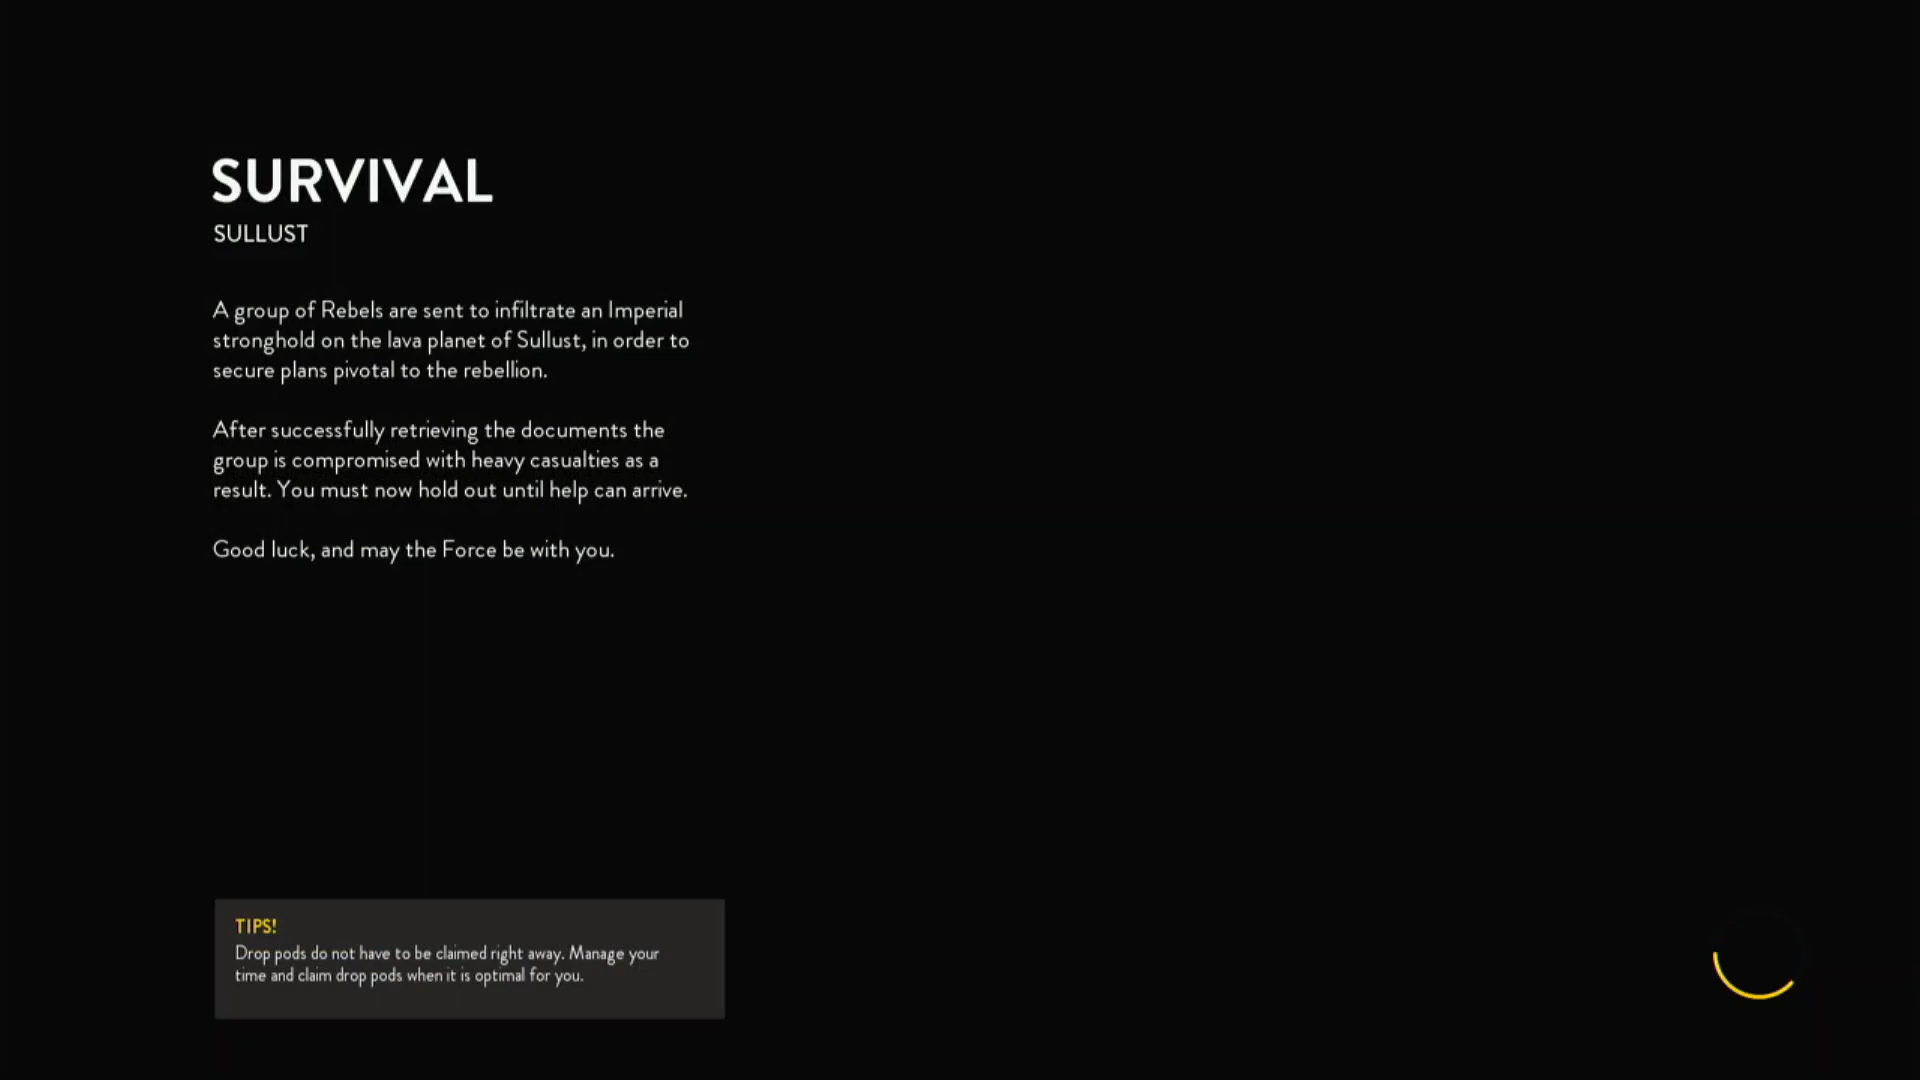 SURVIVAL
SULLUST
A group of Rebels are sent to infiltrate an Imperial
stronghold on the lava planet of Sullust, in order to
secure plans pivotal to the rebellion.
After successfully retrieving the documents the
group is compromised with heavy casualties as a
result. You must now hold out until help can arrive.
Good luck, and may the Force be with you.
TIPS!
Drop pods do not have to be claimed right away. Manage your
time and claim drop pods when it is optimal for you.